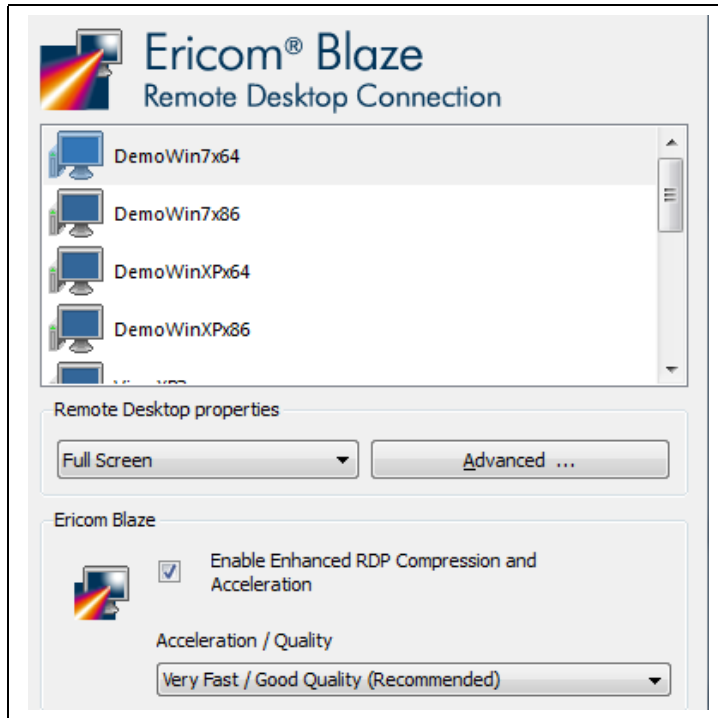 Ericom® Blaze
Remote Desktop Connection
DemoWin7x64
DemoWin7x86
DemoWinXPx64
DemoWinXPx86
Remote Desktop properties
Full Screen
Advanced ...
Ericom Blaze
Enable Enhanced RDP Compression and
Acceleration
Acceleration / Quality
Very Fast / Good Quality (Recommended)